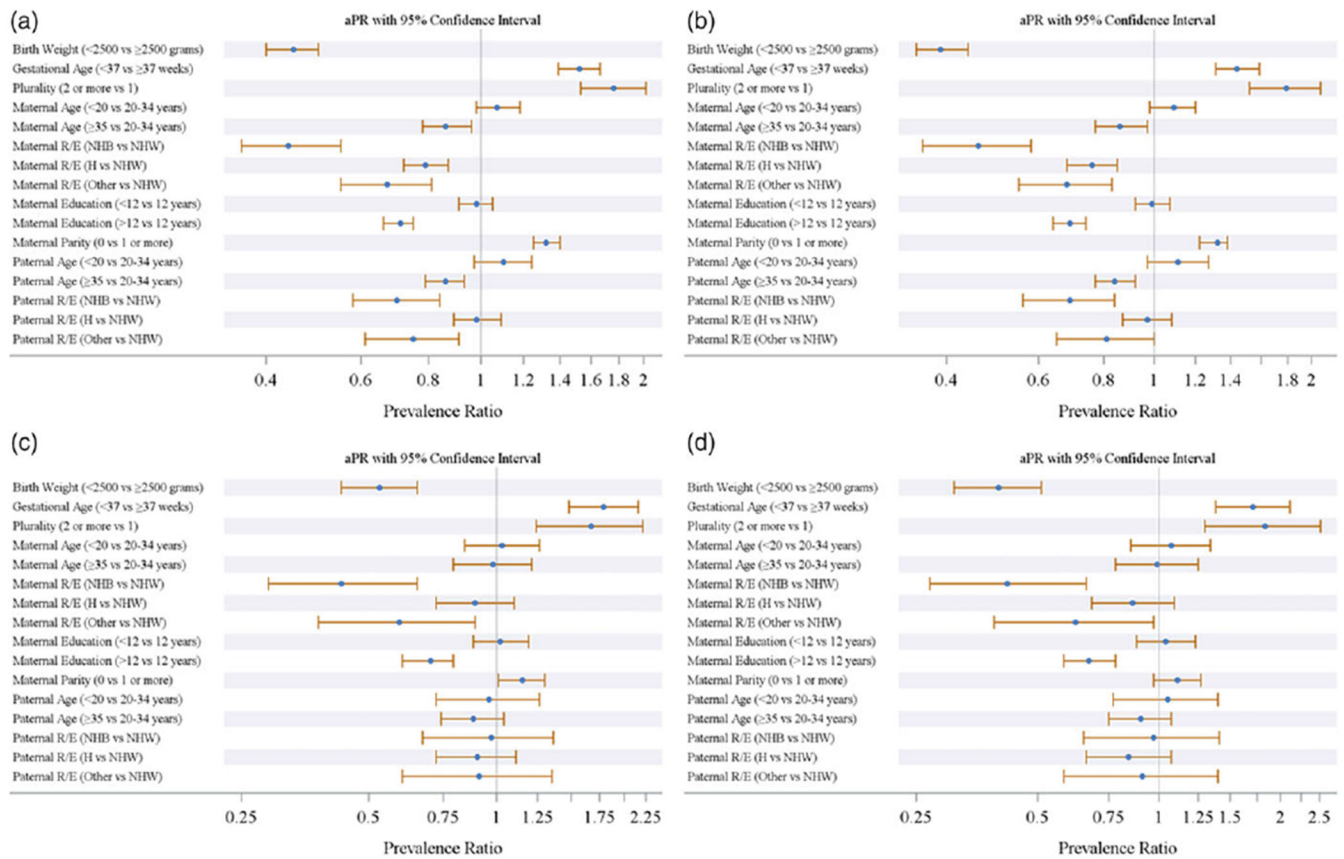 (a)
aPR with 95% Confidence Interval
Birth Weight (<2500 vs ≥2500 grams)
Gestational Age (<37 vs ≥37 weeks)
Plurality (2 or more vs 1)
Maternal Age (<20 vs 20-34 years)
Maternal Age (≥35 vs 20-34 years)
Maternal R/E (NHB vs NHW)
Maternal R/E (H vs NHW)
Maternal R/E (Other vs NHW)
Maternal Education (<12 vs 12 years)
Maternal Education (>12 vs 12 years)
Maternal Parity (0 vs 1 or more)
Paternal Age (<20 vs 20-34 years)
Paternal Age (≥35 vs 20-34 years)
Paternal R/E (NHB vs NHW)
Paternal R/E (H vs NHW)
Paternal R/E (Other vs NHW)
0.4 0.6 0.8 1 1.2 1.4 1.6 1.8 2
Prevalence Ratio
(b)
aPR with 95% Confidence Interval
Birth Weight (<2500 vs ≥2500 grams)
Gestational Age (<37 vs ≥37 weeks)
Plurality (2 or more vs 1)
Maternal Age (<20 vs 20-34 years)
Maternal Age (≥35 vs 20-34 years)
Maternal R/E (NHB vs NHW)
Maternal R/E (H vs NHW)
Maternal R/E (Other vs NHW)
Maternal Education (<12 vs 12 years)
Maternal Education (>12 vs 12 years)
Maternal Parity (0 vs 1 or more)
Paternal Age (<20 vs 20-34 years)
Paternal Age (≥35 vs 20-34 years)
Paternal R/E (NHB vs NHW)
Paternal R/E (H vs NHW)
Paternal R/E (Other vs NHW)
0.4 0.6 0.8 1 1.2 1.4 1.8 2
Prevalence Ratio
(c)
aPR with 95% Confidence Interval
Birth Weight (<2500 vs ≥2500 grams)
Gestational Age (<37 vs ≥37 weeks)
Plurality (2 or more vs 1)
Maternal Age (<20 vs 20-34 years)
Maternal Age (≥35 vs 20-34 years)
Maternal R/E (NHB vs NHW)
Maternal R/E (H vs NHW)
Maternal R/E (Other vs NHW)
Maternal Education (<12 vs 12 years)
Maternal Education (>12 vs 12 years)
Maternal Parity (0 vs 1 or more)
Paternal Age (<20 vs 20-34 years)
Paternal Age (≥35 vs 20-34 years)
Paternal R/E (NHB vs NHW)
Paternal R/E (H vs NHW)
Paternal R/E (Other vs NHW)
0.25 0.5 0.75 1 1.25 1.75 2.25
Prevalence Ratio
(d)
aPR with 95% Confidence Interval
Birth Weight (<2500 vs ≥2500 grams)
Gestational Age (<37 vs ≥37 weeks)
Plurality (2 or more vs 1)
Maternal Age (<20 vs 20-34 years)
Maternal Age (≥35 vs 20-34 years)
Maternal R/E (NHB vs NHW)
Maternal R/E (H vs NHW)
Maternal R/E (Other vs NHW)
Maternal Education (<12 vs 12 years)
Maternal Education (>12 vs 12 years)
Maternal Parity (0 vs 1 or more)
Paternal Age (<20 vs 20-34 years)
Paternal Age (≥35 vs 20-34 years)
Paternal R/E (NHB vs NHW)
Paternal R/E (H vs NHW)
Paternal R/E (Other vs NHW)
0.25 0.5 0.75 1 1.25 1.5 2 2.5
Prevalence Ratio